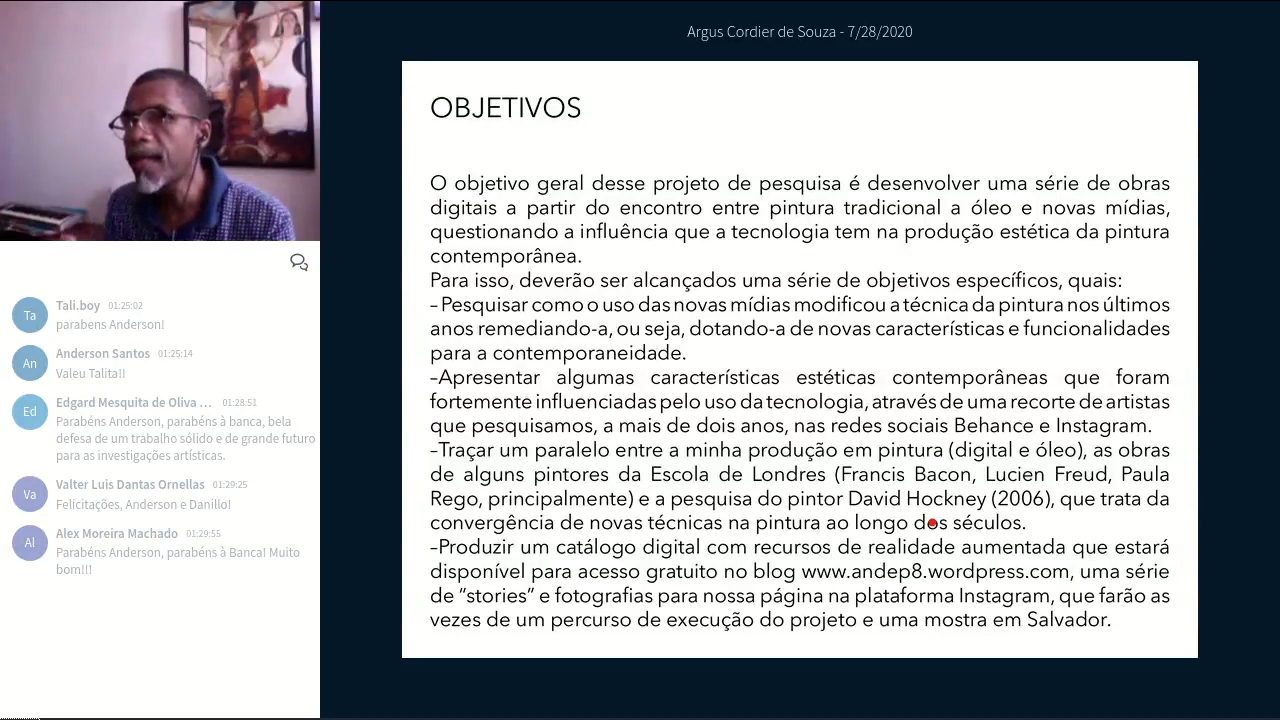 Argus Cordier de Souza - 7/28/2020
OBJETIVOS
O objetivo geral desse projeto de pesquisa é desenvolver uma série de obras
digitais a partir do encontro entre pintura tradicional a óleo e novas mídias,
questionando a influência que a tecnologia tem na produção estética da pintura
contemporânea.
Para isso, deverão ser alcançados uma série de objetivos específicos, quais:
– Pesquisar como o uso das novas mídias modificou a técnica da pintura nos últimos
anos remediando-a, ou seja, dotando-a de novas características e funcionalidades
para a contemporaneidade.
–Apresentar algumas características estéticas contemporâneas que foram
fortemente influenciadas pelo uso da tecnologia, através de uma recorte de artistas
que pesquisamos, a mais de dois anos, nas redes sociais Behance e Instagram.
–Traçar um paralelo entre a minha produção em pintura (digital e óleo), as obras
de alguns pintores da Escola de Londres (Francis Bacon, Lucien Freud, Paula
Rego, principalmente) e a pesquisa do pintor David Hockney (2006), que trata da
convergência de novas técnicas na pintura ao longo dos séculos.
–Produzir um catálogo digital com recursos de realidade aumentada que estará
disponível para acesso gratuito no blog www.andep8.wordpress.com, uma série
de “stories” e fotografias para nossa página na plataforma Instagram, que farão as
vezes de um percurso de execução do projeto e uma mostra em Salvador.
Ta
Tali.boy 01:25:02
parabens Anderson!
An
Anderson Santos 01:25:14
Valeu Talita!!
Ed
Edgard Mesquita de Oliva ... 01:28:51
Parabéns Anderson, parabéns à banca, bela
defesa de um trabalho sólido e de grande futuro
para as investigações artísticas.
Va
Valter Luis Dantas Ornellas 01:29:25
Felicitações, Anderson e Danillo!
Al
Alex Moreira Machado 01:29:55
Parabéns Anderson, parabéns à Banca! Muito
bom!!!